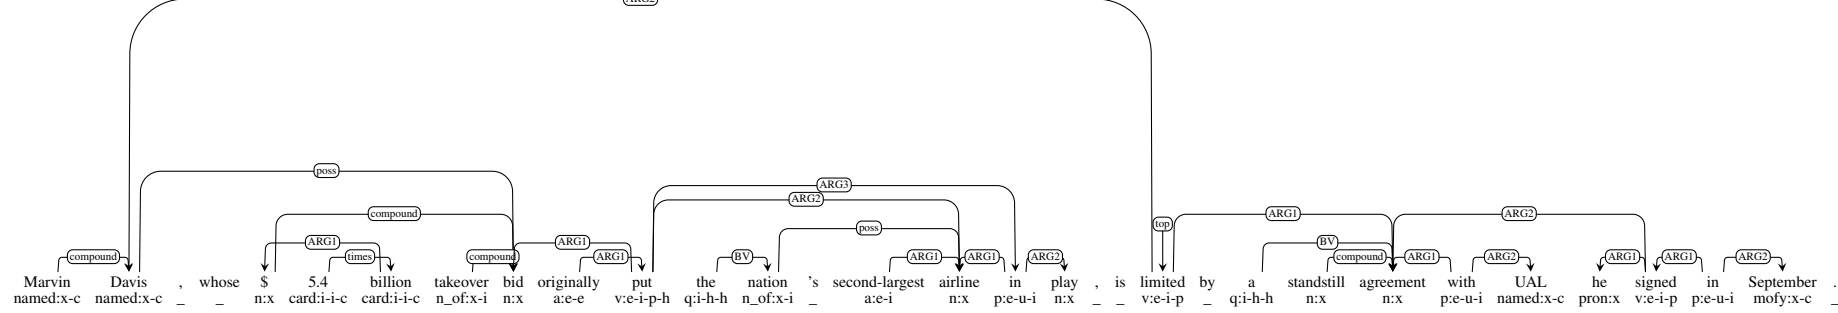 ARG2
poss
ARG3
ARG2
compound
top
ARG1
ARG2
poss
ARG1
ARG1
BV
compound
times
compound
ARG1
BV
ARG1
ARG1
ARG2
compound
ARG1
ARG2
ARG1
ARG1
ARG2
Marvin Davis , whose $ 5.4 billion takeover bid originally put the nation 's second-largest airline in play , is limited by a standstill agreement with UAL he signed in September .
named:x-c named:x-c _ _ n:x card:i-i-c card:i-i-c n_of:x-i n:x a:e-e v:e-i-p-h q:i-h-h n_of:x-i _ a:e-i n:x p:e-u-i n:x _ _ v:e-i-p _ q:i-h-h n:x n:x p:e-u-i named:x-c pron:x v:e-i-p p:e-u-i mofy:x-c _